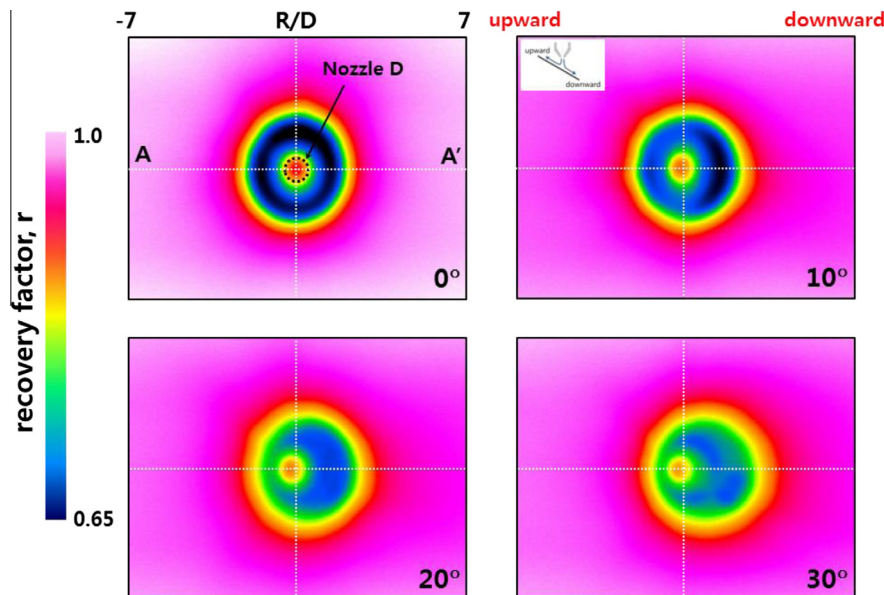 -7 R/D 7 upward downward
Nozzle D
upward
downward
1.0
A A'
recovery factor, r
0° 10°
0.65
20° 30°